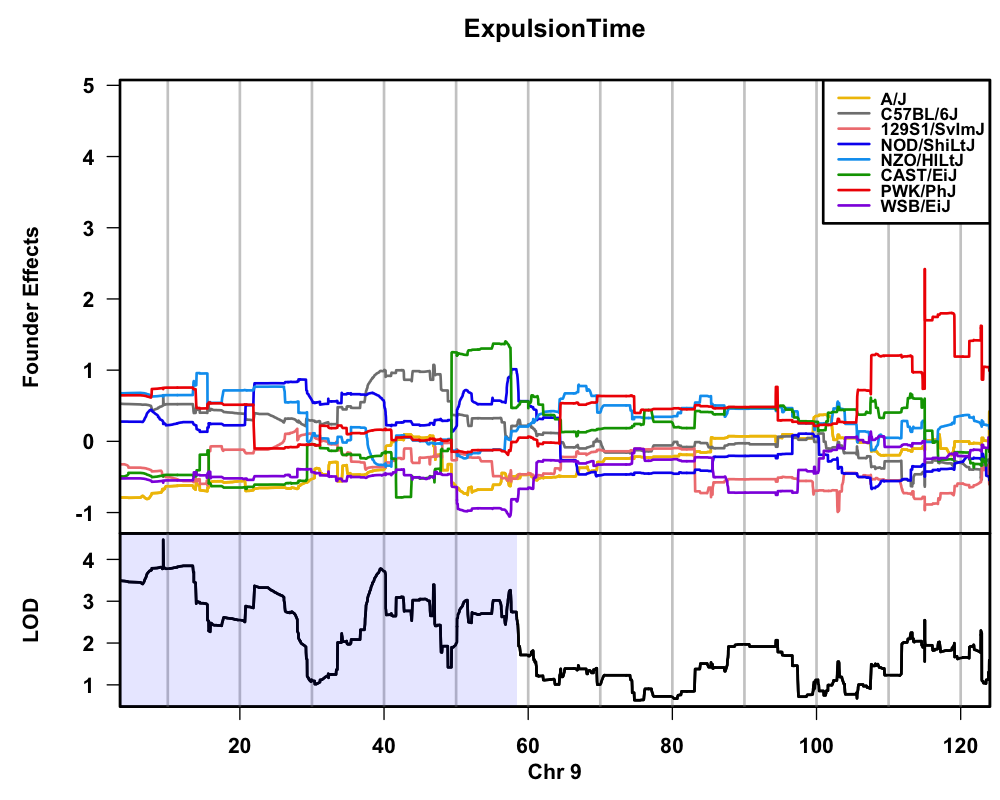 ExpulsionTime
5
4
3
2
1
0
-1
Founder Effects
A/J
C57BL/6J
129S1/SvImJ
NOD/ShiLtJ
NZO/HlLtJ
CAST/EiJ
PWK/PhJ
WSB/EiJ
4
3
2
1
LOD
20 40 60 80 100 120
Chr 9